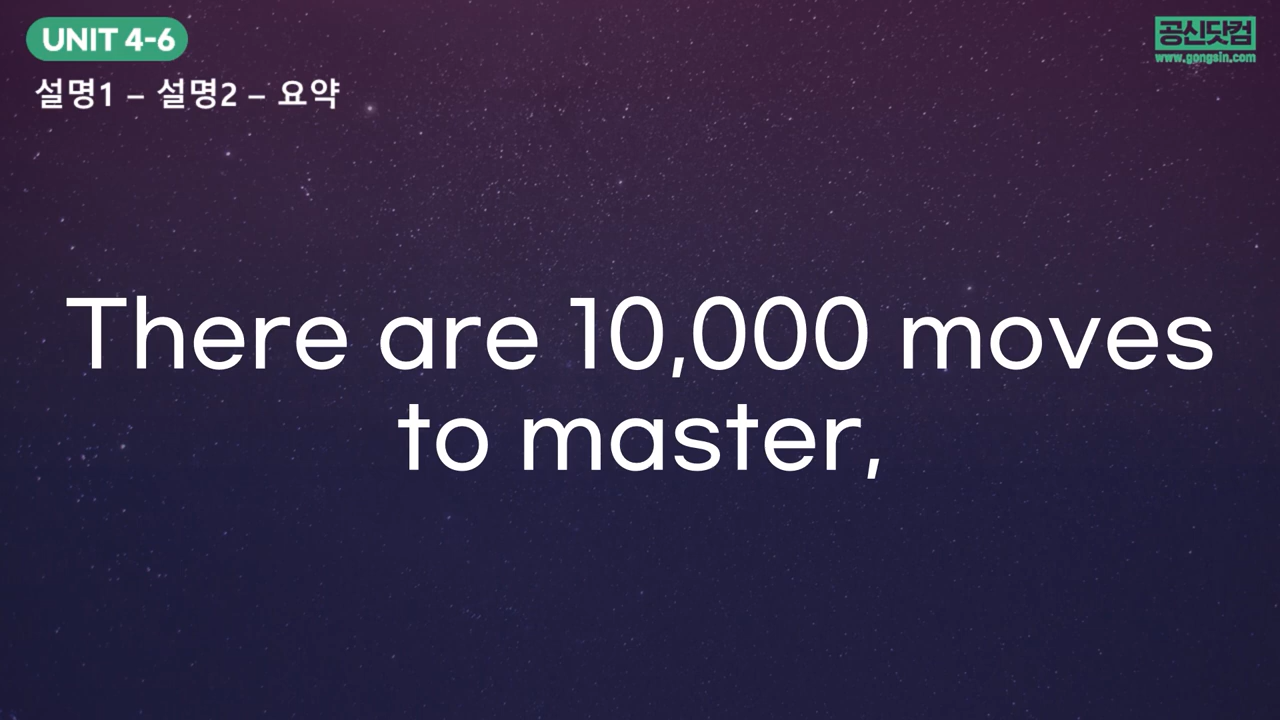 UNIT 4-6
공신닷컴
www.gongsin.com
설명1 – 설명2 – 요약
There are 10,000 moves
to master,